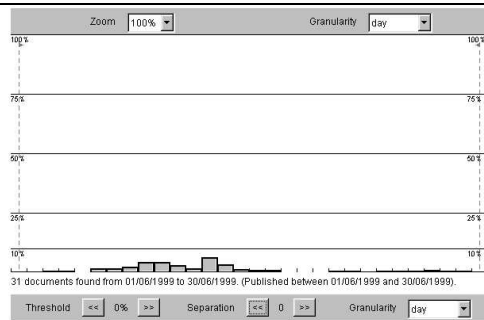 Zoom 100% Granularity day
100% 100%
75% 75%
50% 50%
25% 25%
10% 10%
31 documents found from 01/06/1999 to 30/06/1999. (Published between 01/06/1999 and 30/06/1999).
Threshold << 0% >> Separation << 0 >> Granularity day